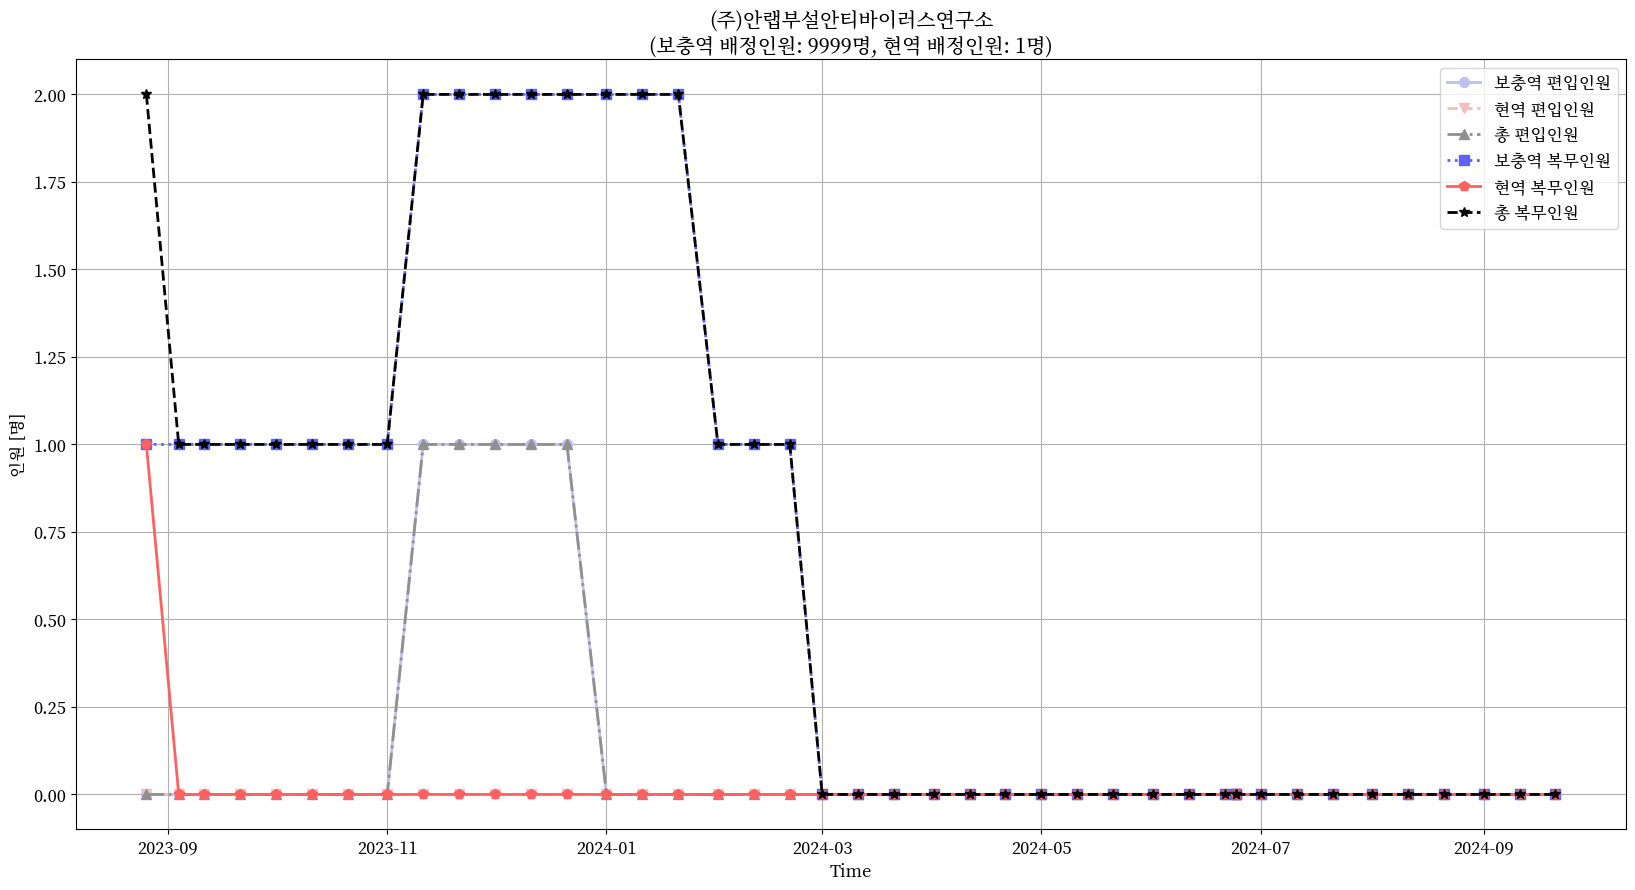 (주)안랩부설안티바이러스연구소
(보충역 배정인원: 9999명, 현역 배정인원: 1명)
보충역 편입인원
현역 편입인원
총 편입인원
보충역 복무인원
현역 복무인원
총 복무인원
인원 [명]
2.00
1.75
1.50
1.25
1.00
0.75
0.50
0.25
0.00
2023-09
2023-11
2024-01
2024-03
2024-05
2024-07
2024-09
Time